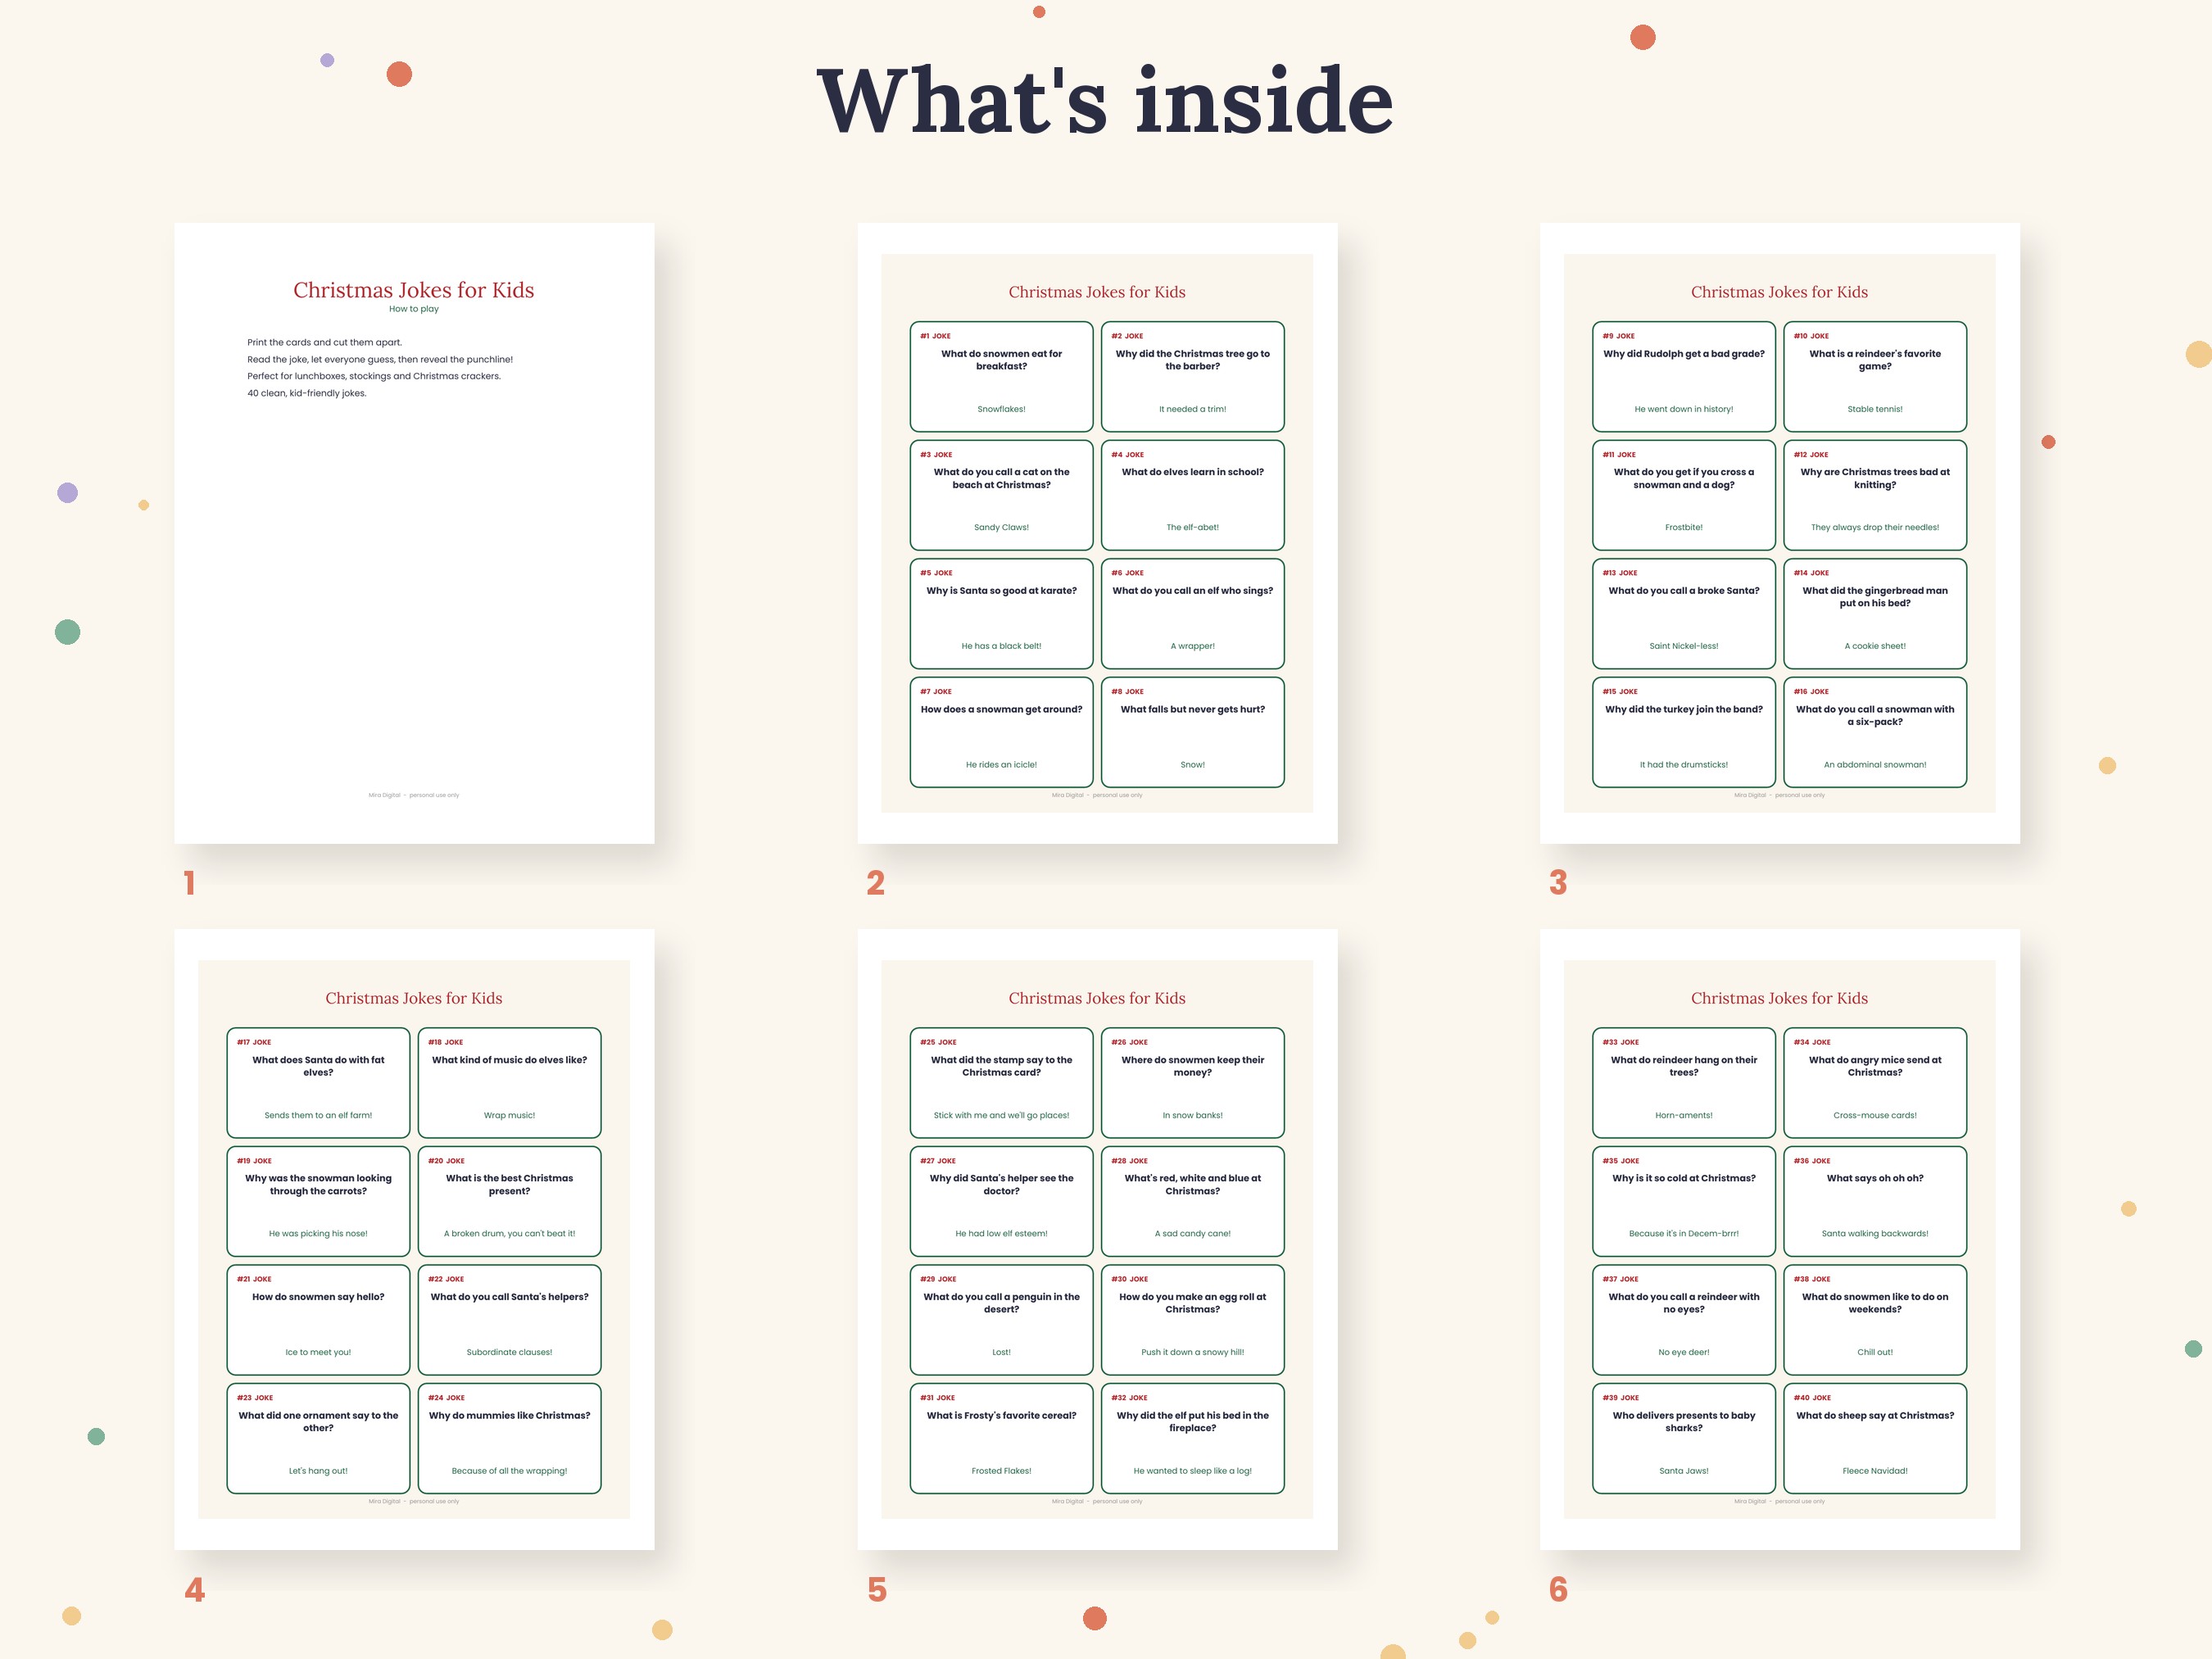 What's inside
Christmas Jokes for Kids
How to play
Print the cards and cut them apart.
Read the joke, let everyone guess, then reveal the punchline!
Perfect for lunchboxes, stockings and Christmas crackers.
40 clean, kid-friendly jokes.
Mira Digital - personal use only
1
Christmas Jokes for Kids
#1 JOKE
What do snowmen eat for
breakfast?
Snowflakes!
#2 JOKE
Why did the Christmas tree go to
the barber?
It needed a trim!
#3 JOKE
What do you call a cat on the
beach at Christmas?
Sandy Claws!
#4 JOKE
What do elves learn in school?
The elf-abet!
#5 JOKE
Why is Santa so good at karate?
He has a black belt!
#6 JOKE
What do you call an elf who sings?
A wrapper!
#7 JOKE
How does a snowman get around?
He rides an icicle!
#8 JOKE
What falls but never gets hurt?
Snow!
Mira Digital - personal use only
2
Christmas Jokes for Kids
#9 JOKE
Why did Rudolph get a bad grade?
He went down in history!
#10 JOKE
What is a reindeer's favorite
game?
Stable tennis!
#11 JOKE
What do you get if you cross a
snowman and a dog?
Frostbite!
#12 JOKE
Why are Christmas trees bad at
knitting?
They always drop their needles!
#13 JOKE
What do you call a broke Santa?
Saint Nickel-less!
#14 JOKE
What did the gingerbread man
put on his bed?
A cookie sheet!
#15 JOKE
Why did the turkey join the band?
It had the drumsticks!
#16 JOKE
What do you call a snowman with
a six-pack?
An abdominal snowman!
Mira Digital - personal use only
3
Christmas Jokes for Kids
#17 JOKE
What does Santa do with fat
elves?
Sends them to an elf farm!
#18 JOKE
What kind of music do elves like?
Wrap music!
#19 JOKE
Why was the snowman looking
through the carrots?
He was picking his nose!
#20 JOKE
What is the best Christmas
present?
A broken drum, you can't beat it!
#21 JOKE
How do snowmen say hello?
Ice to meet you!
#22 JOKE
What do you call Santa's helpers?
Subordinate clauses!
#23 JOKE
What did one ornament say to the
other?
Let's hang out!
#24 JOKE
Why do mummies like Christmas?
Because of all the wrapping!
Mira Digital - personal use only
4
Christmas Jokes for Kids
#25 JOKE
What did the stamp say to the
Christmas card?
Stick with me and we'll go places!
#26 JOKE
Where do snowmen keep their
money?
In snow banks!
#27 JOKE
Why did Santa's helper see the
doctor?
He had low elf esteem!
#28 JOKE
What's red, white and blue at
Christmas?
A sad candy cane!
#29 JOKE
What do you call a penguin in the
desert?
Lost!
#30 JOKE
How do you make an egg roll at
Christmas?
Push it down a snowy hill!
#31 JOKE
What is Frosty's favorite cereal?
Frosted Flakes!
#32 JOKE
Why did the elf put his bed in the
fireplace?
He wanted to sleep like a log!
Mira Digital - personal use only
5
Christmas Jokes for Kids
#33 JOKE
What do reindeer hang on their
trees?
Horn-aments!
#34 JOKE
What do angry mice send at
Christmas?
Cross-mouse cards!
#35 JOKE
Why is it so cold at Christmas?
Because it's in Decem-brrr!
#36 JOKE
What says oh oh oh?
Santa walking backwards!
#37 JOKE
What do you call a reindeer with
no eyes?
No eye deer!
#38 JOKE
What do snowmen like to do on
weekends?
Chill out!
#39 JOKE
Who delivers presents to baby
sharks?
Santa Jaws!
#40 JOKE
What do sheep say at Christmas?
Fleece Navidad!
Mira Digital - personal use only
6